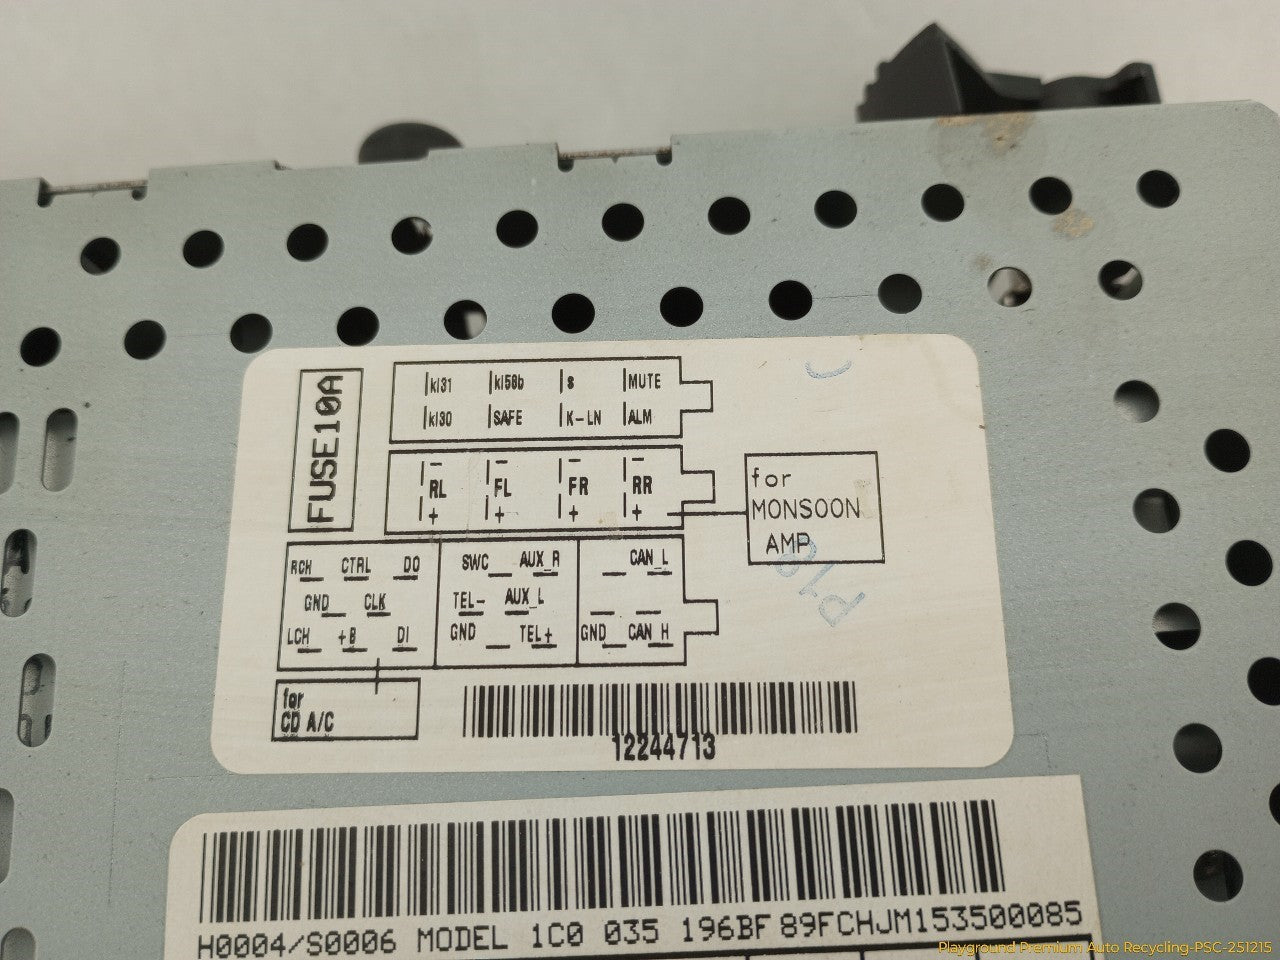 FUSE10A
kl31 kl58b S MUTE
kl30 SAFE K-LN ALM
- - - -
RL FL FR RR
+ + + +
for
MONSOON
AMP
RCH CTRL DO SWC AUX_R CAN_L
GND CLK TEL- AUX_L
LCH +B DI GND TEL+ GND CAN H
for
CD A/C
12244713
H0004/S0006 MODEL 1C0 035 196BF 89FCHJM153500085
Playground Premium Auto Recycling-PSC-251215